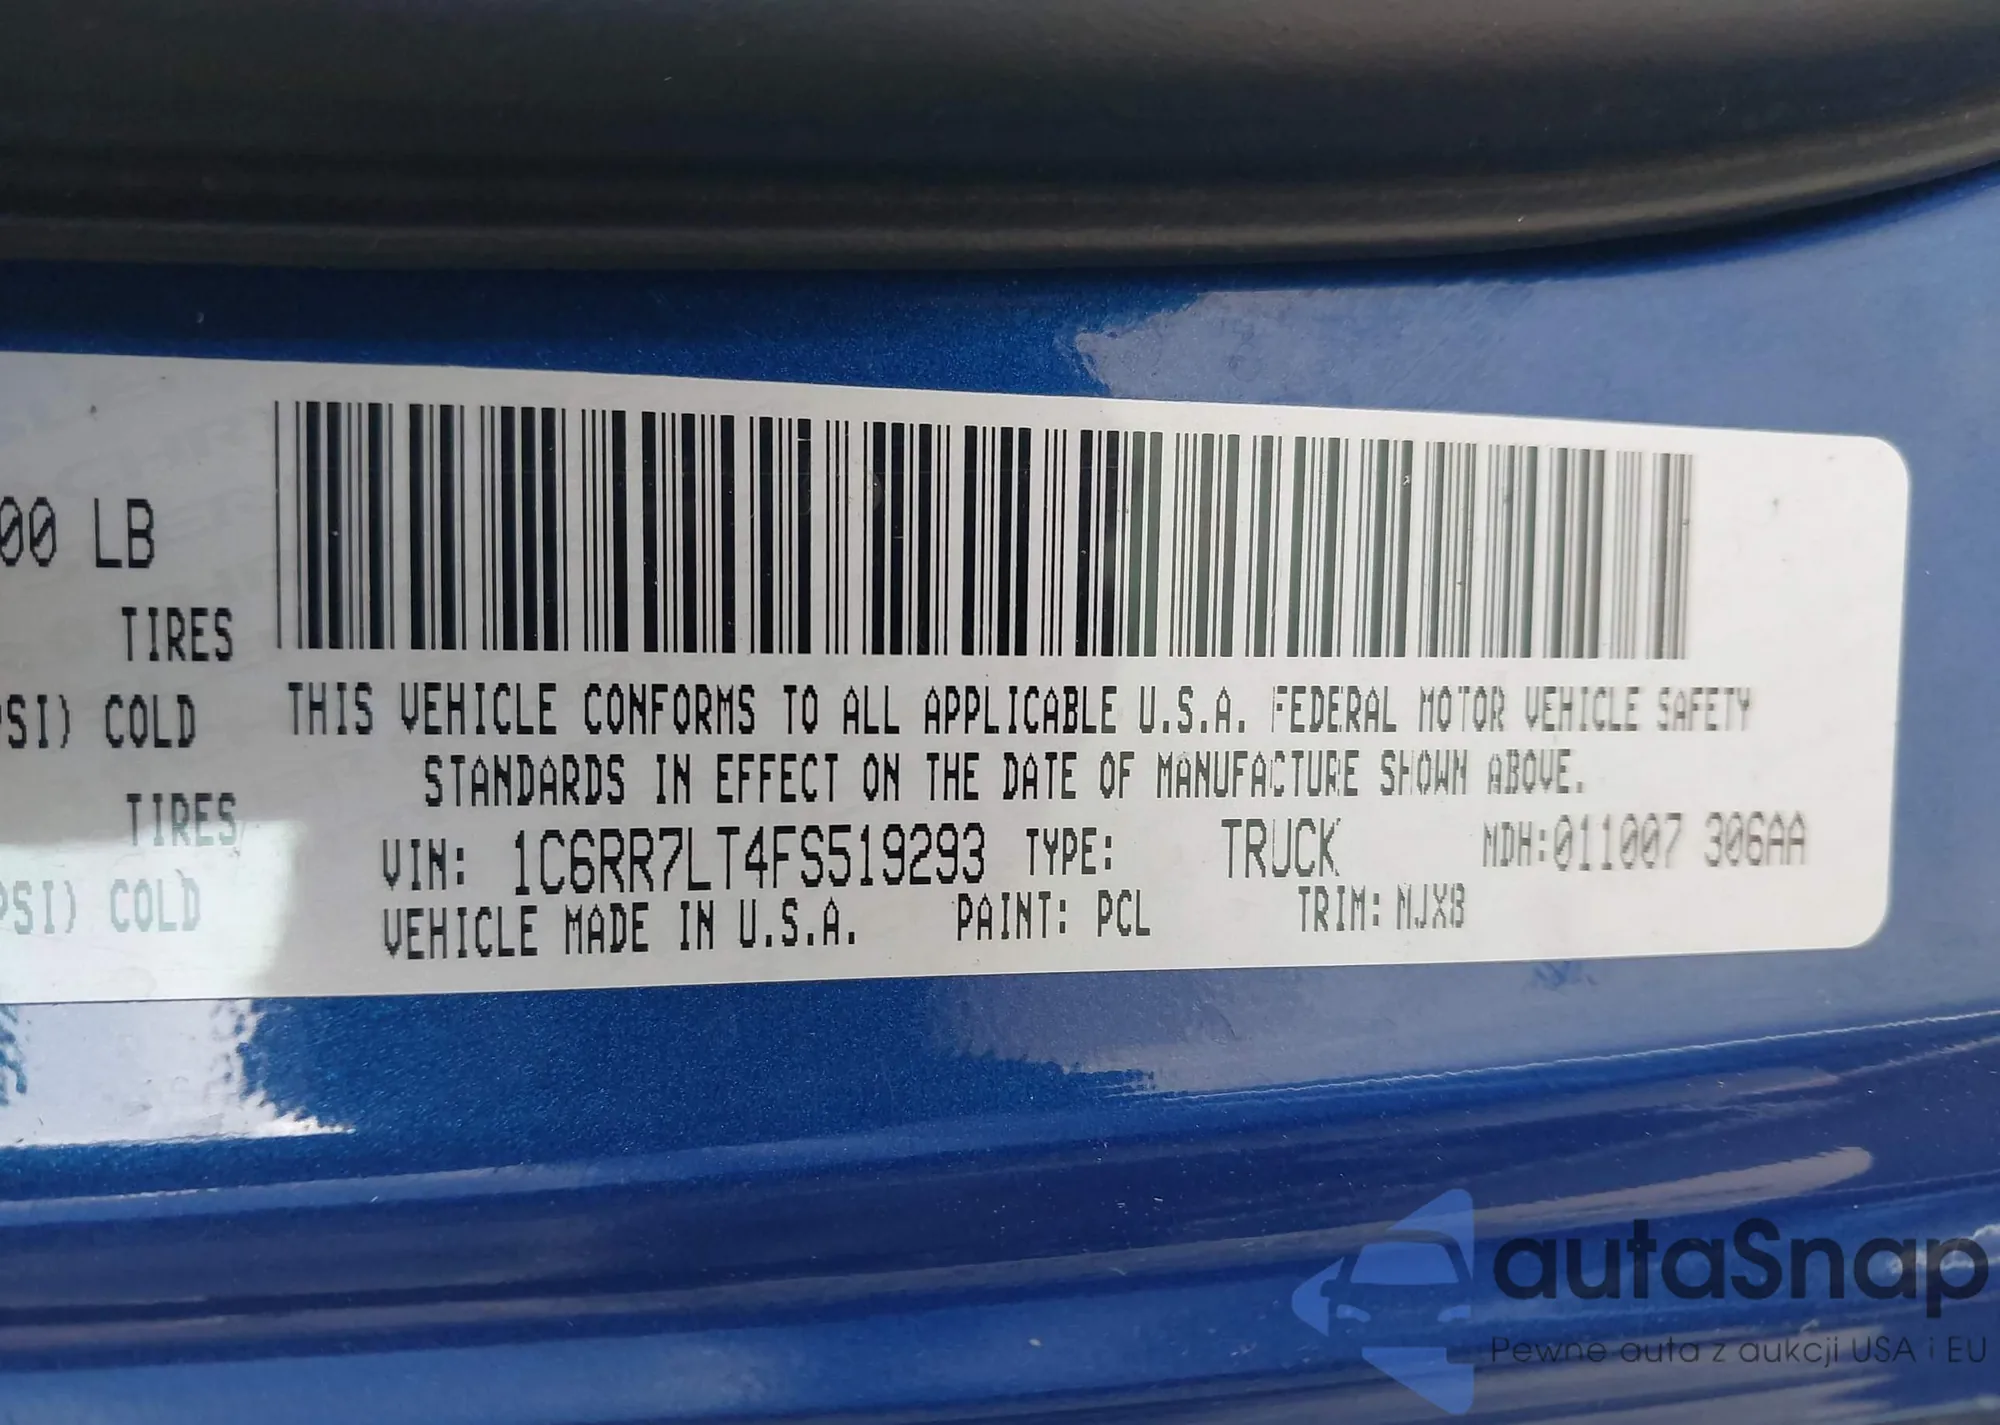 00 LB
TIRES
PSI) COLD
TIRES
PSI) COLD
THIS VEHICLE CONFORMS TO ALL APPLICABLE U.S.A. FEDERAL MOTOR VEHICLE SAFETY
STANDARDS IN EFFECT ON THE DATE OF MANUFACTURE SHOWN ABOVE.
VIN: 1C6RR7LT4FS519293 TYPE: TRUCK MDH:011007 306AA
VEHICLE MADE IN U.S.A. PAINT: PCL TRIM: MJX8
autaSnap
Pewne auta z aukcji USA i EU